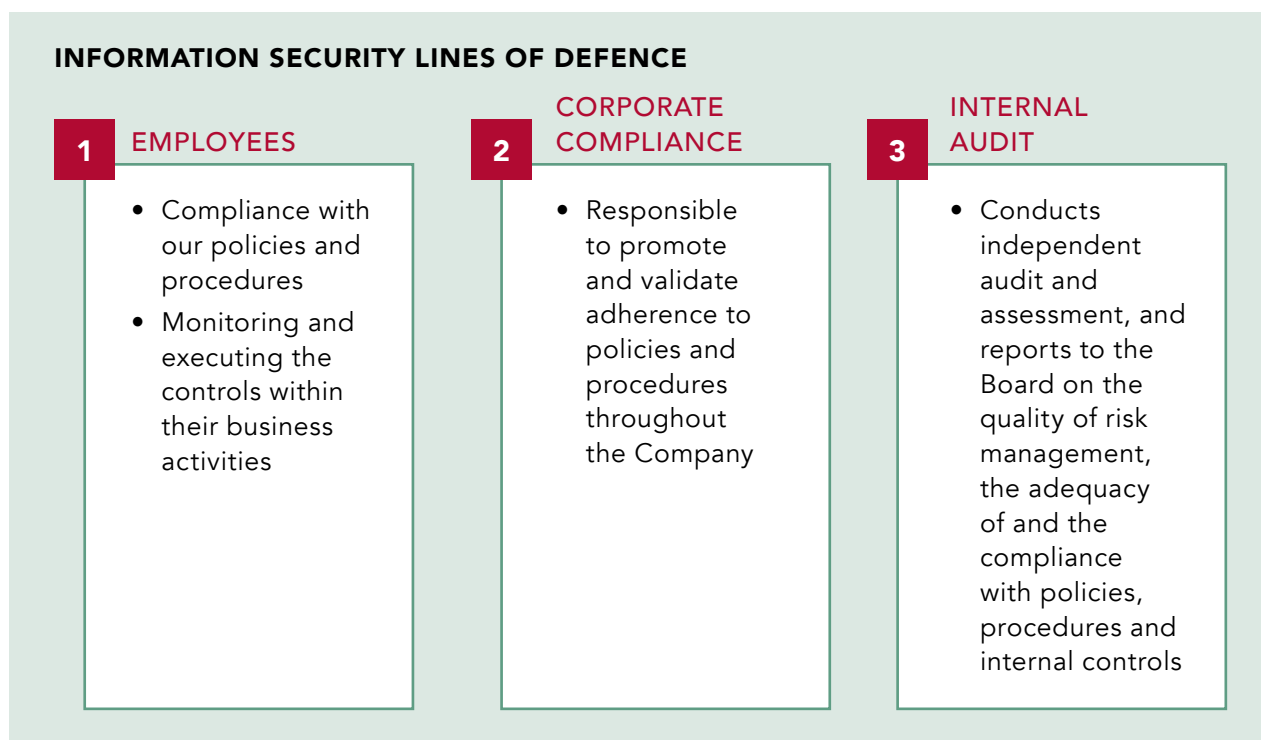 INFORMATION SECURITY LINES OF DEFENCE
1
EMPLOYEES
• Compliance with
our policies and
procedures
• Monitoring and
executing the
controls within
their business
activities
2
CORPORATE
COMPLIANCE
• Responsible
to promote
and validate
adherence to
policies and
procedures
throughout
the Company
3
INTERNAL
AUDIT
• Conducts
independent
audit and
assessment, and
reports to the
Board on the
quality of risk
management,
the adequacy
of and the
compliance
with policies,
procedures and
internal controls